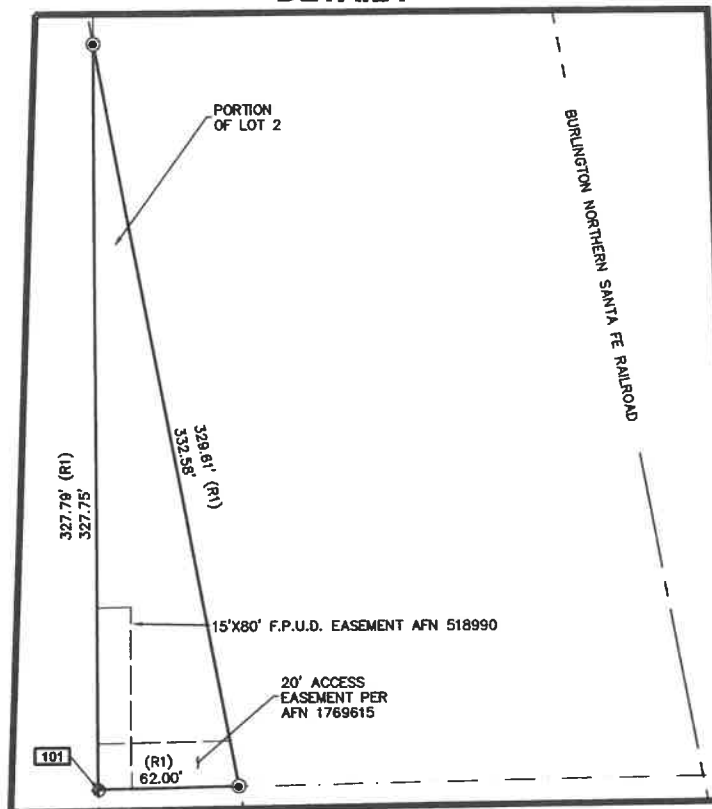 PORTION
OF LOT 2
BURLINGTON NORTHERN SANTA FE RAILROAD
329.61' (R1)
332.58'
327.79' (R1)
327.75'
15'X80' F.P.U.D. EASEMENT AFN 518990
20' ACCESS
EASEMENT PER
AFN 1769615
101
(R1)
62.00'